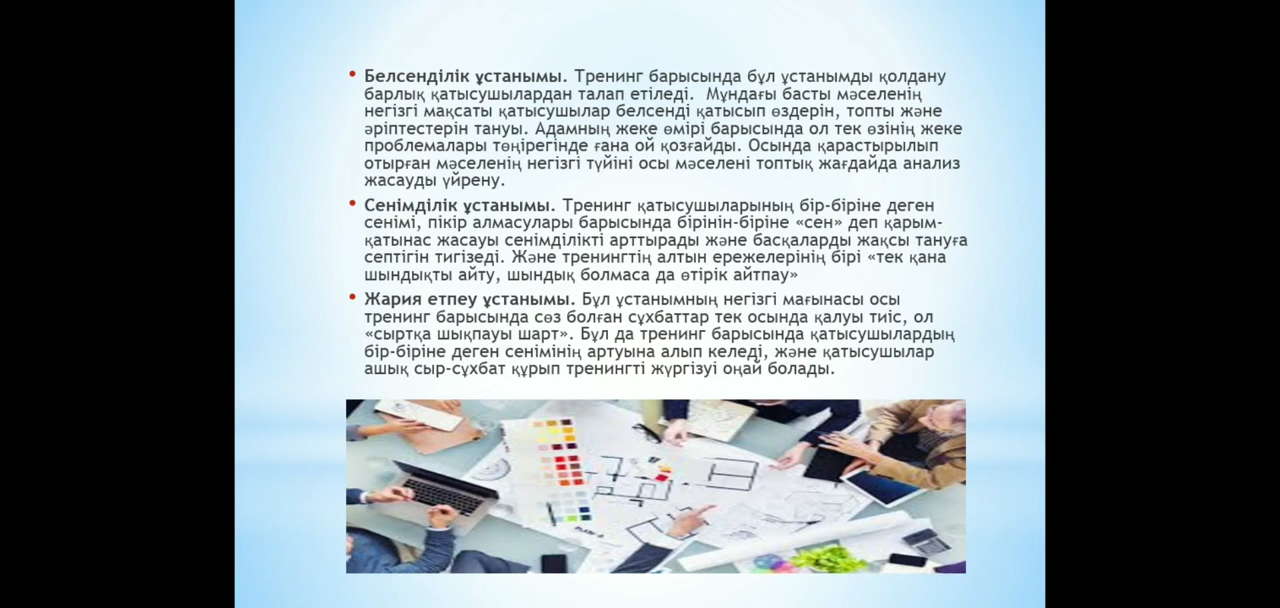 • Белсенділік ұстанымы. Тренинг барысында бұл ұстанымды қолдану
барлық қатысушылардан талап етіледі.  Мұндағы басты мәселенің
негізгі мақсаты қатысушылар белсенді қатысып өздерін, топты және
әріптестерін тануы. Адамның жеке өмірі барысында ол тек өзінің жеке
проблемалары төңірегінде ғана ой қозғайды. Осында қарастырылып
отырған мәселенің негізгі түйіні осы мәселені топтық жағдайда анализ
жасауды үйрену.
• Сенімділік ұстанымы. Тренинг қатысушыларының бір-біріне деген
сенімі, пікір алмасулары барысында бірінін-біріне «сен» деп қарым-
қатынас жасауы сенімділікті арттырады және басқаларды жақсы тануға
септігін тигізеді. Және тренингтің алтын ережелерінің бірі «тек қана
шындықты айту, шындық болмаса да өтірік айтпау»
• Жария етпеу ұстанымы. Бұл ұстанымның негізгі мағынасы осы
тренинг барысында сөз болған сұхбаттар тек осында қалуы тиіс, ол
«сыртқа шықпауы шарт». Бұл да тренинг барысында қатысушылардың
бір-біріне деген сенімінің артуына алып келеді, және қатысушылар
ашық сыр-сұхбат құрып тренингті жүргізуі оңай болады.